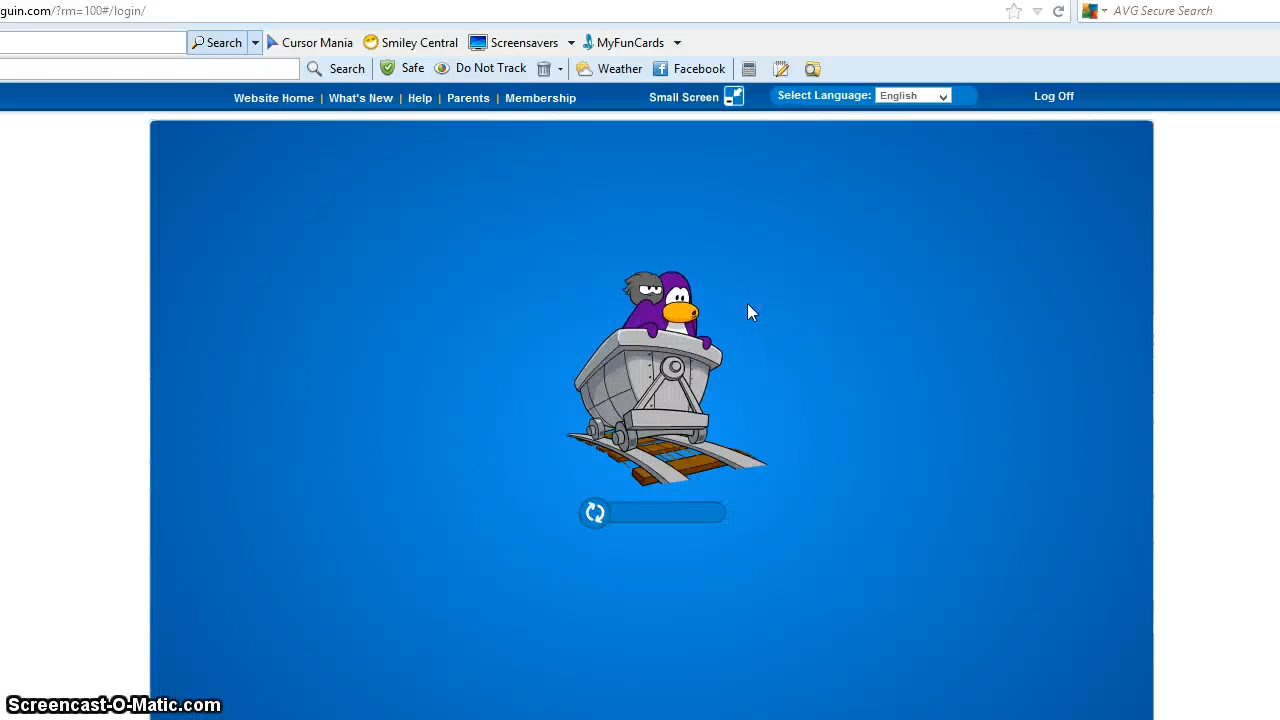 guin.com/?rm=100#/login/ AVG Secure Search
Search Cursor Mania Smiley Central Screensavers MyFunCards
Search Safe Do Not Track Weather Facebook
Website Home | What's New | Help | Parents | Membership Small Screen Select Language: English Log Off
Screencast-O-Matic.com